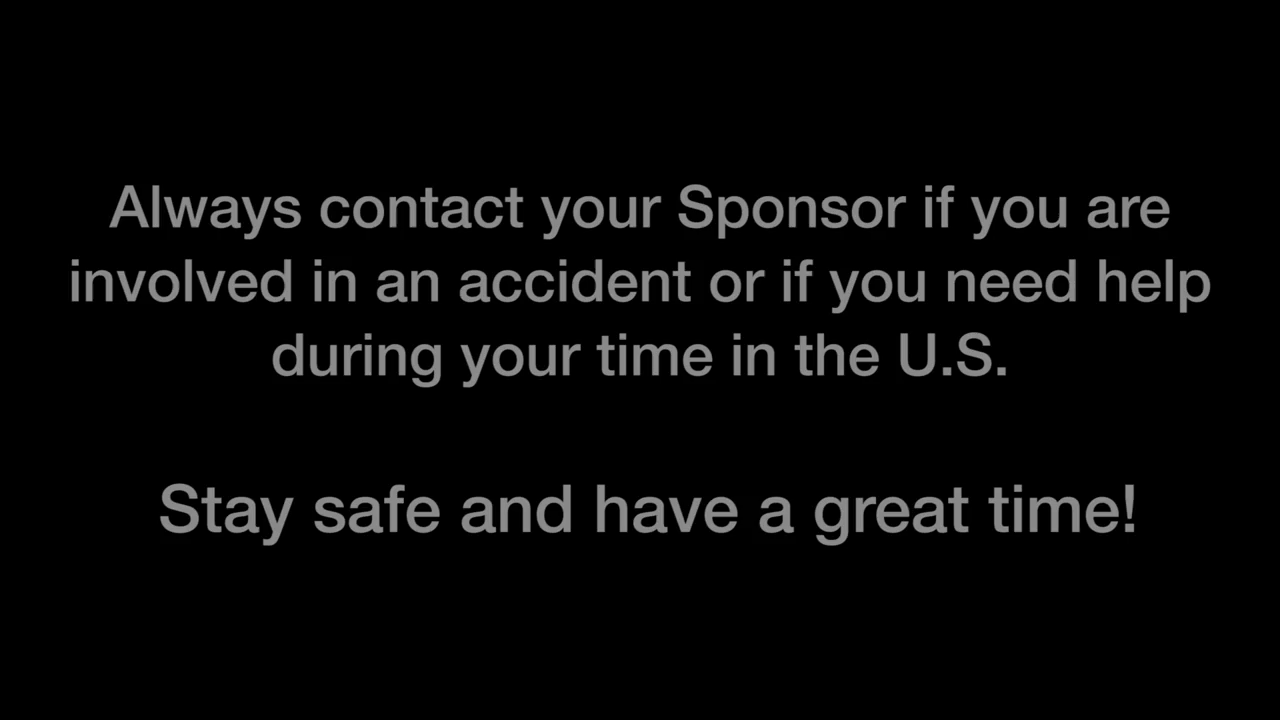 Always contact your Sponsor if you are
involved in an accident or if you need help
during your time in the U.S.
Stay safe and have a great time!